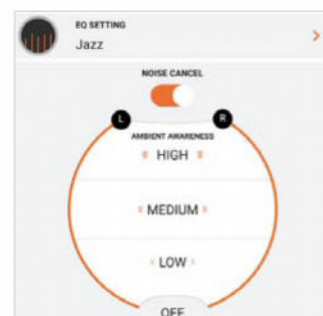 EQ SETTING
Jazz
NOISE CANCEL
L R
AMBIENT AWARENESS
HIGH
MEDIUM
LOW
OFF